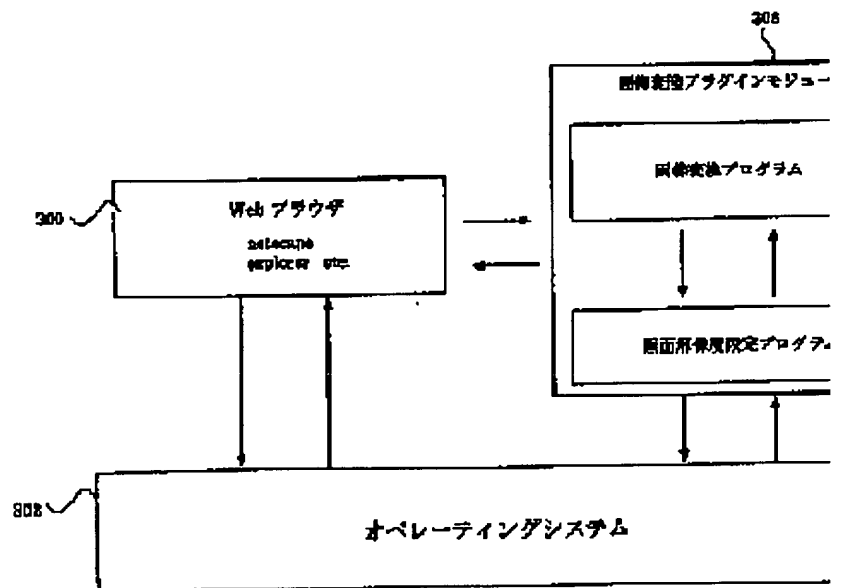 308
画像変換プラグインモジュー
画像変換プログラム
300
Web ブラウザ
netscape
explorer etc.
画面解像度設定プログラ
302
オペレーティングシステム